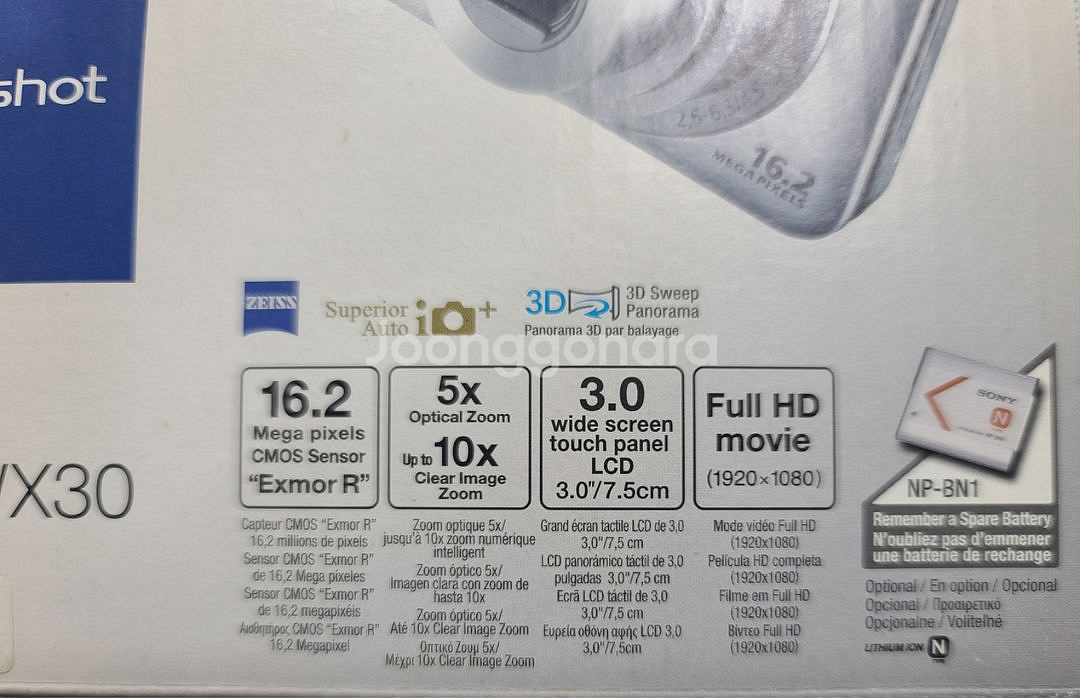 shot
2,6-6,3/4.5-
16.2
MEGA PIXELS
ZEISS
Superior
Auto i +
3D
3D Sweep
Panorama
Panorama 3D par balayage
Joonggonara
16.2
Mega pixels
CMOS Sensor
"Exmor R"
5x
Optical Zoom
Up to 10x
Clear Image
Zoom
3.0
wide screen
touch panel
LCD
3.0"/7.5cm
Full HD
movie
(1920×1080)
X30
Capteur CMOS "Exmor R"
16,2 millions de pixels
Sensor CMOS "Exmor R"
de 16,2 Mega píxeles
Sensor CMOS "Exmor R"
de 16,2 megapixéis
Αισθητήρας CMOS "Exmor R"
16,2 Megapixel
Zoom optique 5x/
jusqu'à 10x zoom numérique
intelligent
Zoom óptico 5x/
Imagen clara con zoom de
hasta 10x
Zoom óptico 5x/
Até 10x Clear Image Zoom
Οπτικό Ζουμ 5x/
Μέχρι 10x Clear Image Zoom
Grand écran tactile LCD de 3,0
3,0"/7,5 cm
LCD panorámico táctil de 3,0
pulgadas 3,0"/7,5 cm
Ecrã LCD táctil de 3,0
3,0"/7,5 cm
Ευρεία οθόνη αφής LCD 3,0
3,0"/7,5cm
Mode vidéo Full HD
(1920x1080)
Película HD completa
(1920x1080)
Filme em Full HD
(1920x1080)
Βίντεο Full HD
(1920x1080)
SONY
N
NP-BN1
Remember a Spare Battery
N'oubliez pas d'emmener
une batterie de rechange
Optional / En option / Opcional
Opcional / Προαιρετικό
Opcjonalne / Voliteľné
LITHIUM ION N
TYPE